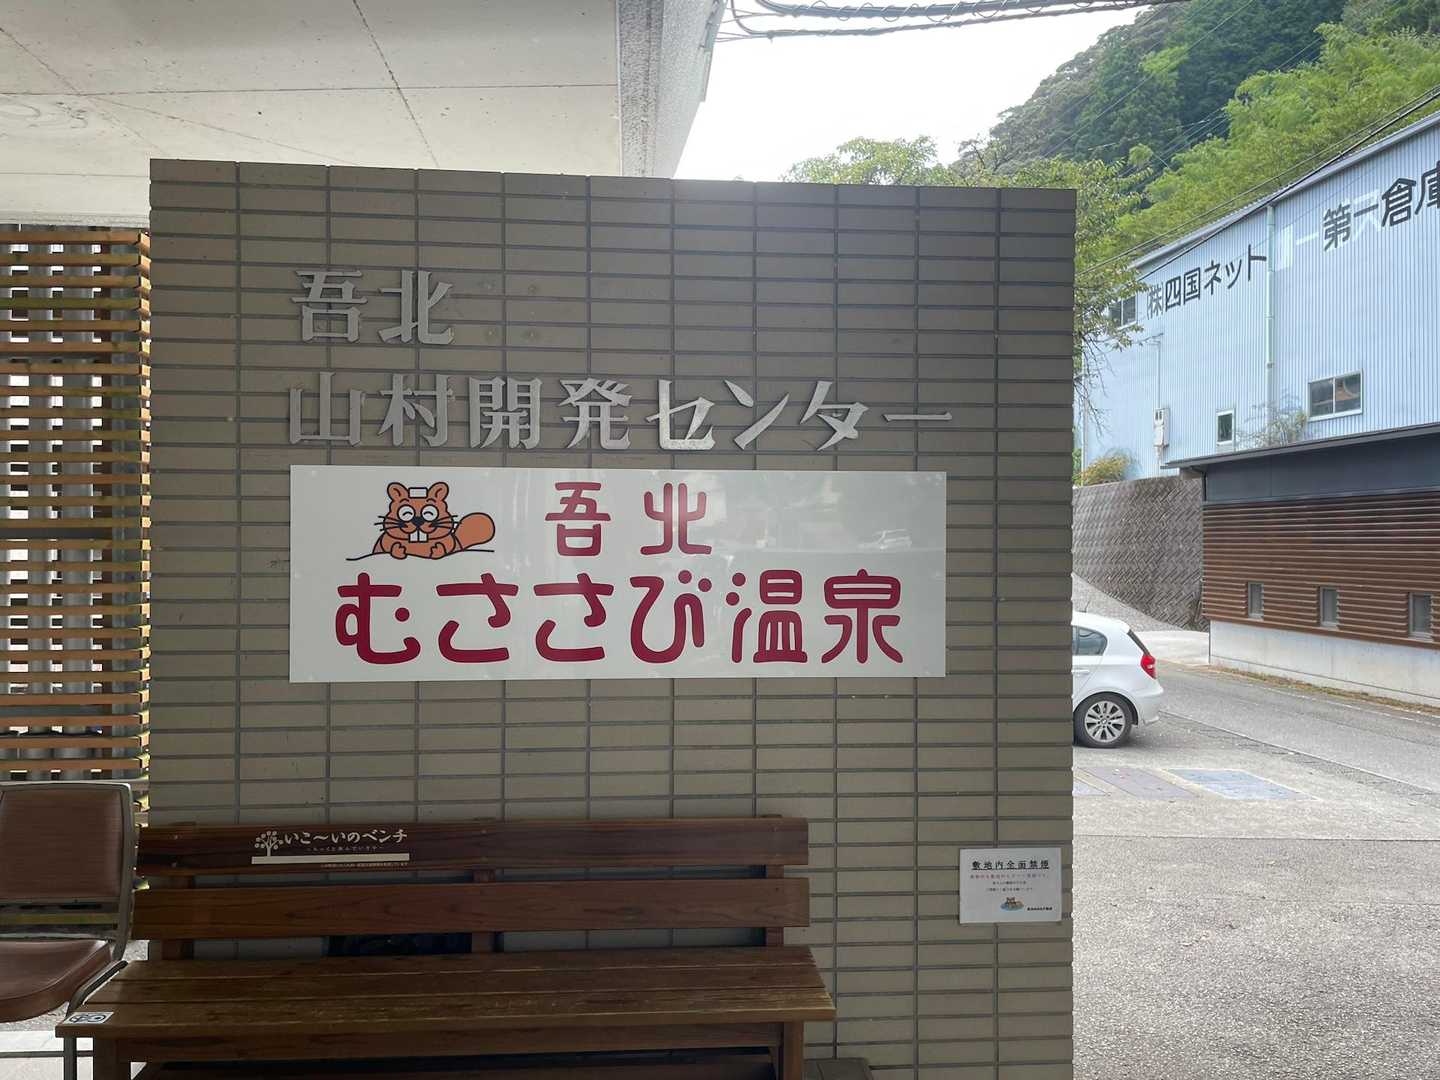 吾北
山村開発センター
吾北
むささび温泉
㈱四国ネット
第一倉庫
いこ〜いのベンチ
敷地内全面禁煙